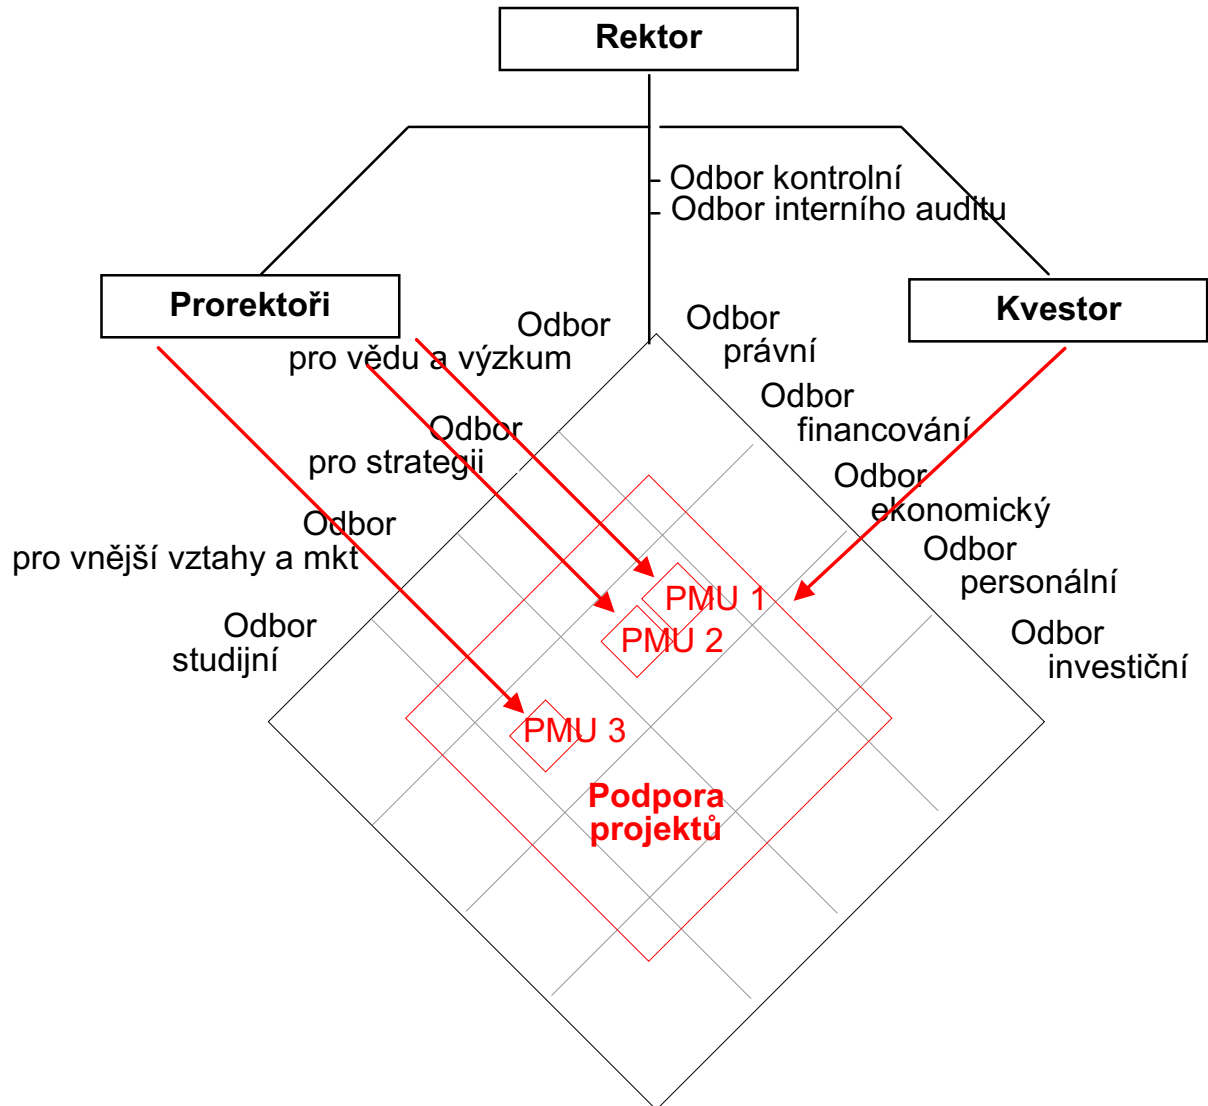 Rektor
Odbor kontrolní
Odbor interního auditu
Prorektoři
Kvestor
Odbor
pro vědu a výzkum
Odbor
pro strategii
Odbor
pro vnější vztahy a mkt
Odbor
studijní
Odbor
právní
Odbor
financování
Odbor
ekonomický
Odbor
personální
Odbor
investiční
PMU 1
PMU 2
PMU 3
Podpora
projektů